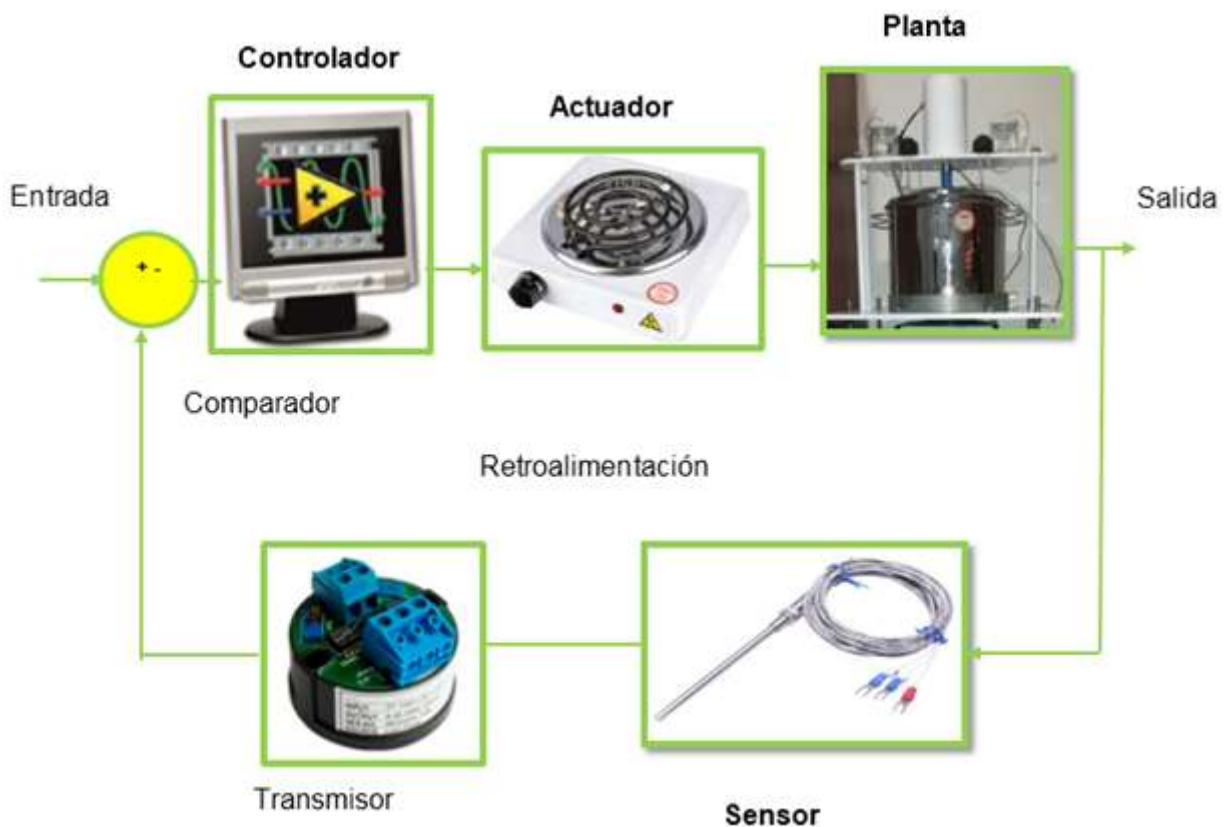 Planta
Controlador
Actuador
Entrada
Salida
+ -
Comparador
Retroalimentación
Transmisor
Sensor